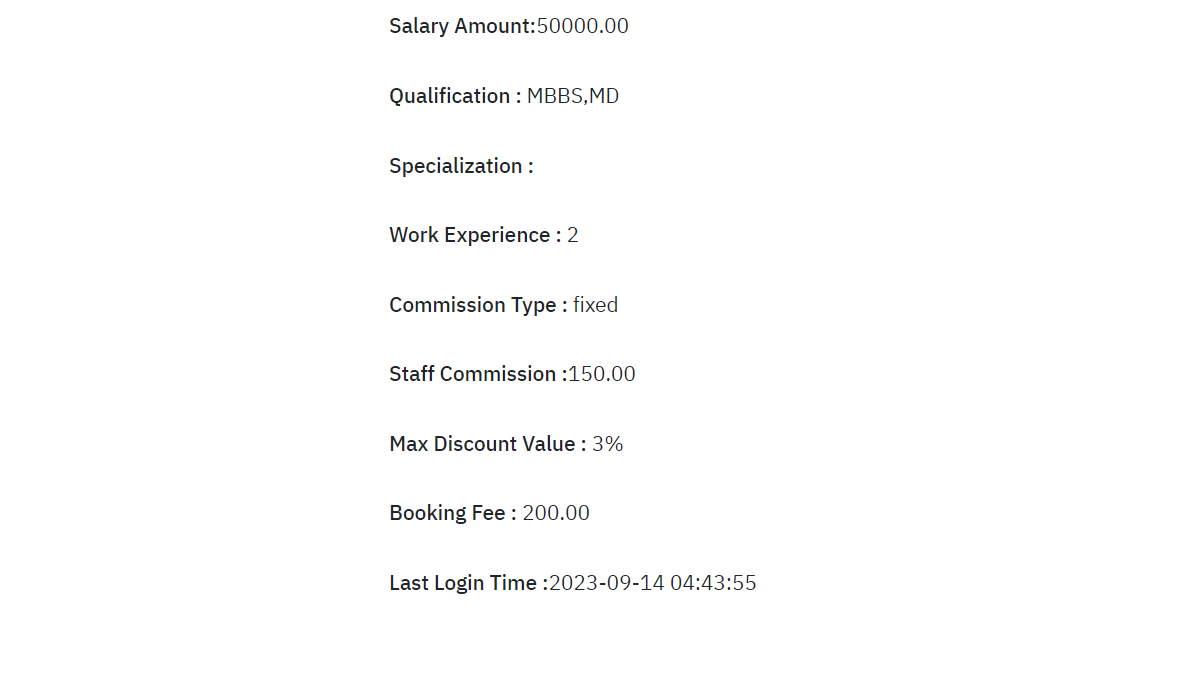 Salary Amount:50000.00
Qualification : MBBS,MD
Specialization :
Work Experience : 2
Commission Type : fixed
Staff Commission :150.00
Max Discount Value : 3%
Booking Fee : 200.00
Last Login Time :2023-09-14 04:43:55